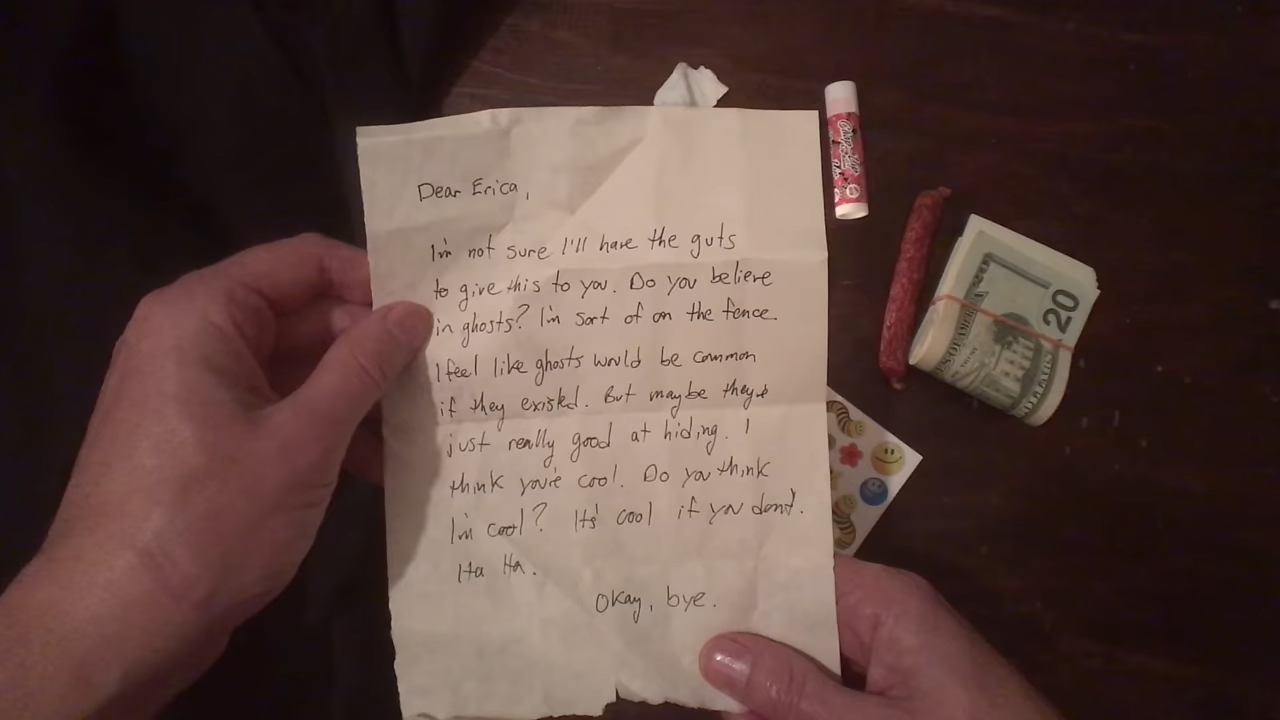 Dear Erica,
I'm not sure I'll have the guts
to give this to you. Do you believe
in ghosts? I'm sort of on the fence.
I feel like ghosts would be common
if they existed. But maybe they're
just really good at hiding. I
think you're cool. Do you think
I'm cool? It's cool if you don't.
Ha Ha.
Okay, bye.
20